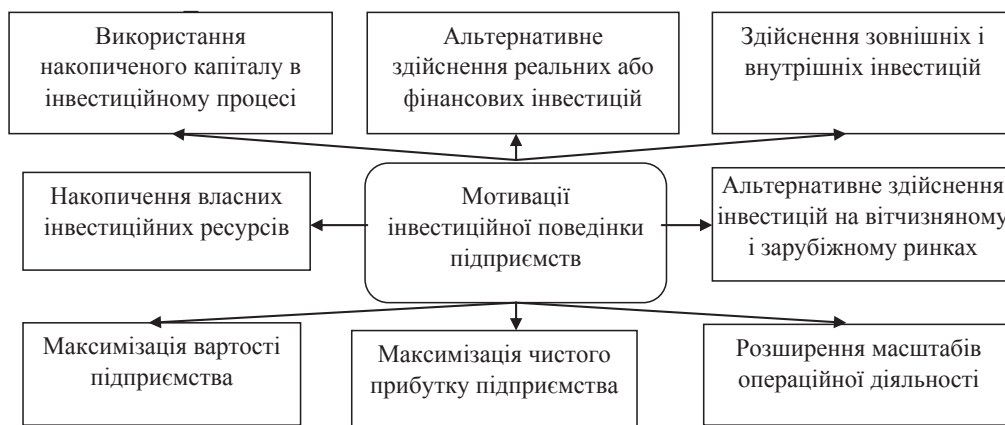 Використання
накопиченого капіталу в
інвестиційному процесі
Альтернативне
здійснення реальних або
фінансових інвестицій
Здійснення зовнішніх і
внутрішніх інвестицій
Накопичення власних
інвестиційних ресурсів
Мотивації
інвестиційної поведінки
підприємств
Альтернативне здійснення
інвестицій на вітчизняному
і зарубіжному ринках
Максимізація вартості
підприємства
Максимізація чистого
прибутку підприємства
Розширення масштабів
операційної діяльності